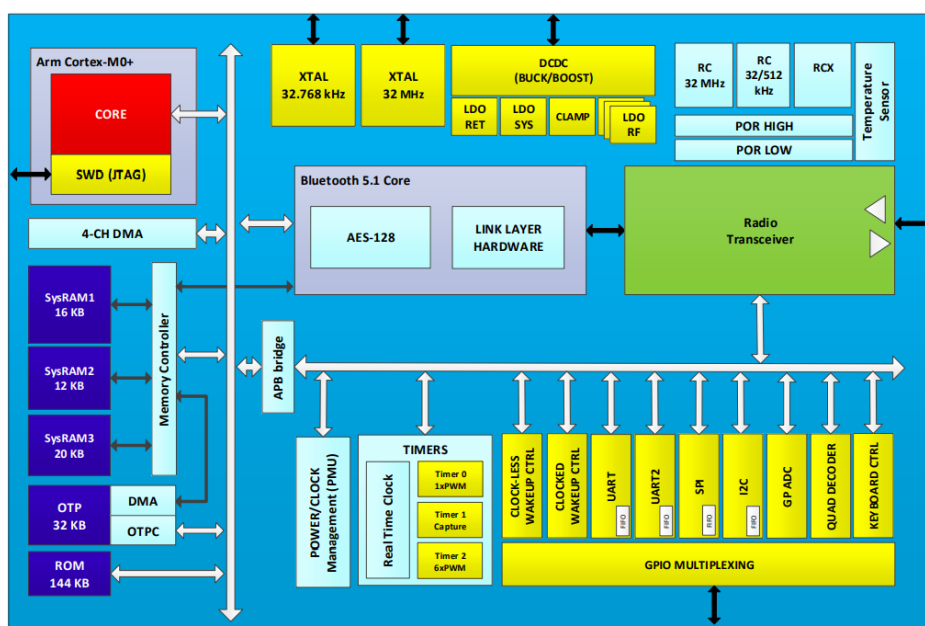 Arm Cortex-M0+
CORE
SWD (JTAG)
XTAL
32.768 kHz
XTAL
32 MHz
DCDC
(BUCK/BOOST)
LDO
RET
LDO
SYS
CLAMP
LDO
RF
RC
32 MHz
RC
32/512
kHz
RCX
POR HIGH
POR LOW
Temperature
Sensor
4-CH DMA
Bluetooth 5.1 Core
AES-128
LINK LAYER
HARDWARE
Radio
Transceiver
SysRAM1
16 KB
SysRAM2
12 KB
SysRAM3
20 KB
Memory Controller
OTP
32 KB
DMA
OTPC
ROM
144 KB
APB bridge
POWER/CLOCK
Management (PMU)
TIMERS
Real Time Clock
Timer 0
1xPWM
Timer 1
Capture
Timer 2
6xPWM
CLOCK-LESS
WAKEUP CTRL
CLOCKED
WAKEUP CTRL
UART
FIFO
UART2
FIFO
SPI
FIFO
I2C
FIFO
GP ADC
QUAD DECODER
KEYBOARD CTRL
GPIO MULTIPLEXING